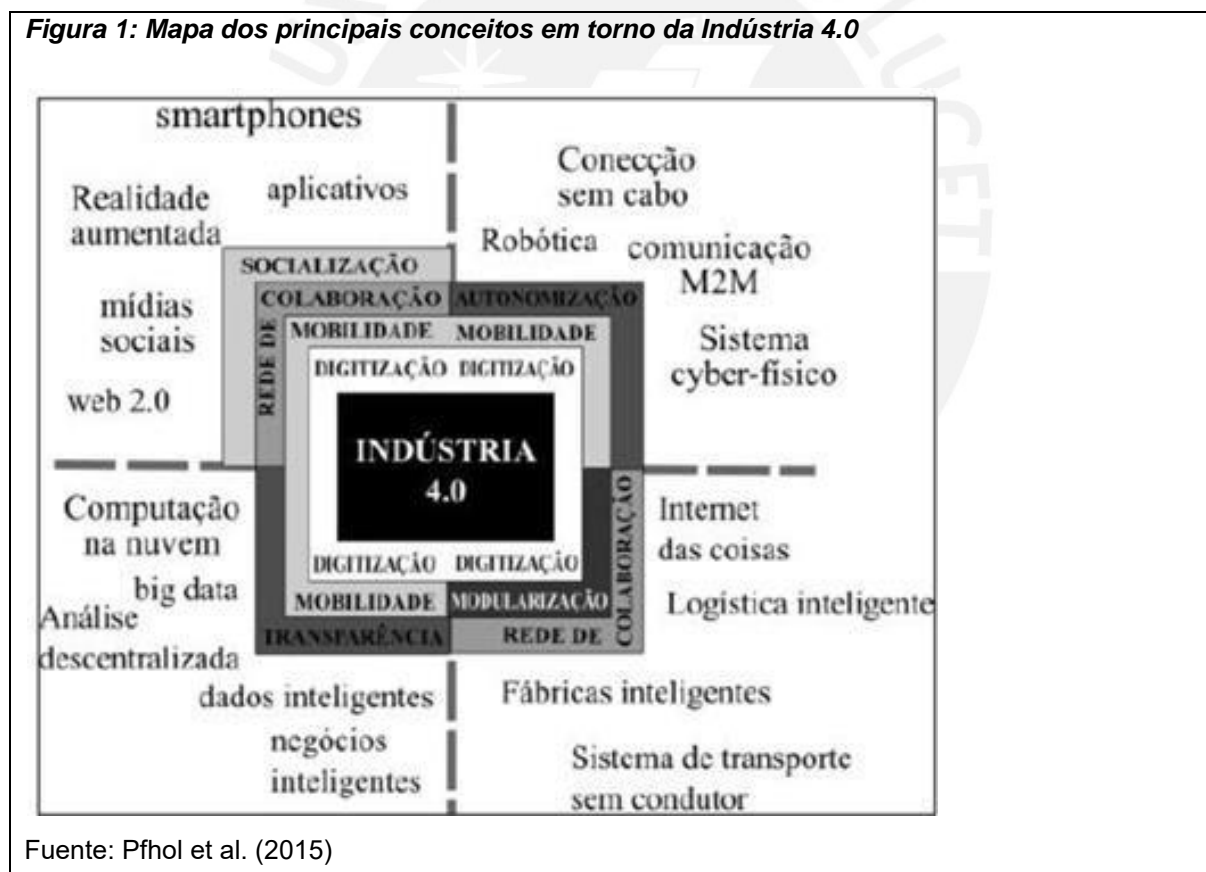 Figura 1: Mapa dos principais conceitos em torno da Indústria 4.0
smartphones
aplicativos
Realidade
aumentada
mídias
sociais
web 2.0
Conecção
sem cabo
Robótica
comunicação
M2M
Sistema
cyber-físico
SOCIALIZAÇÃO
COLABORAÇÃO
REDE DE
AUTONOMIZAÇÃO
MOBILIDADE MOBILIDADE
DIGITIZAÇÃO DIGITIZAÇÃO
INDÚSTRIA
4.0
DIGITIZAÇÃO DIGITIZAÇÃO
MOBILIDADE MODULARIZAÇÃO
TRANSPARÊNCIA
REDE DE
COLABORAÇÃO
Computação
na nuvem
big data
Análise
descentralizada
dados inteligentes
negócios
inteligentes
Internet
das coisas
Logística inteligente
Fábricas inteligentes
Sistema de transporte
sem condutor
Fuente: Pfhol et al. (2015)